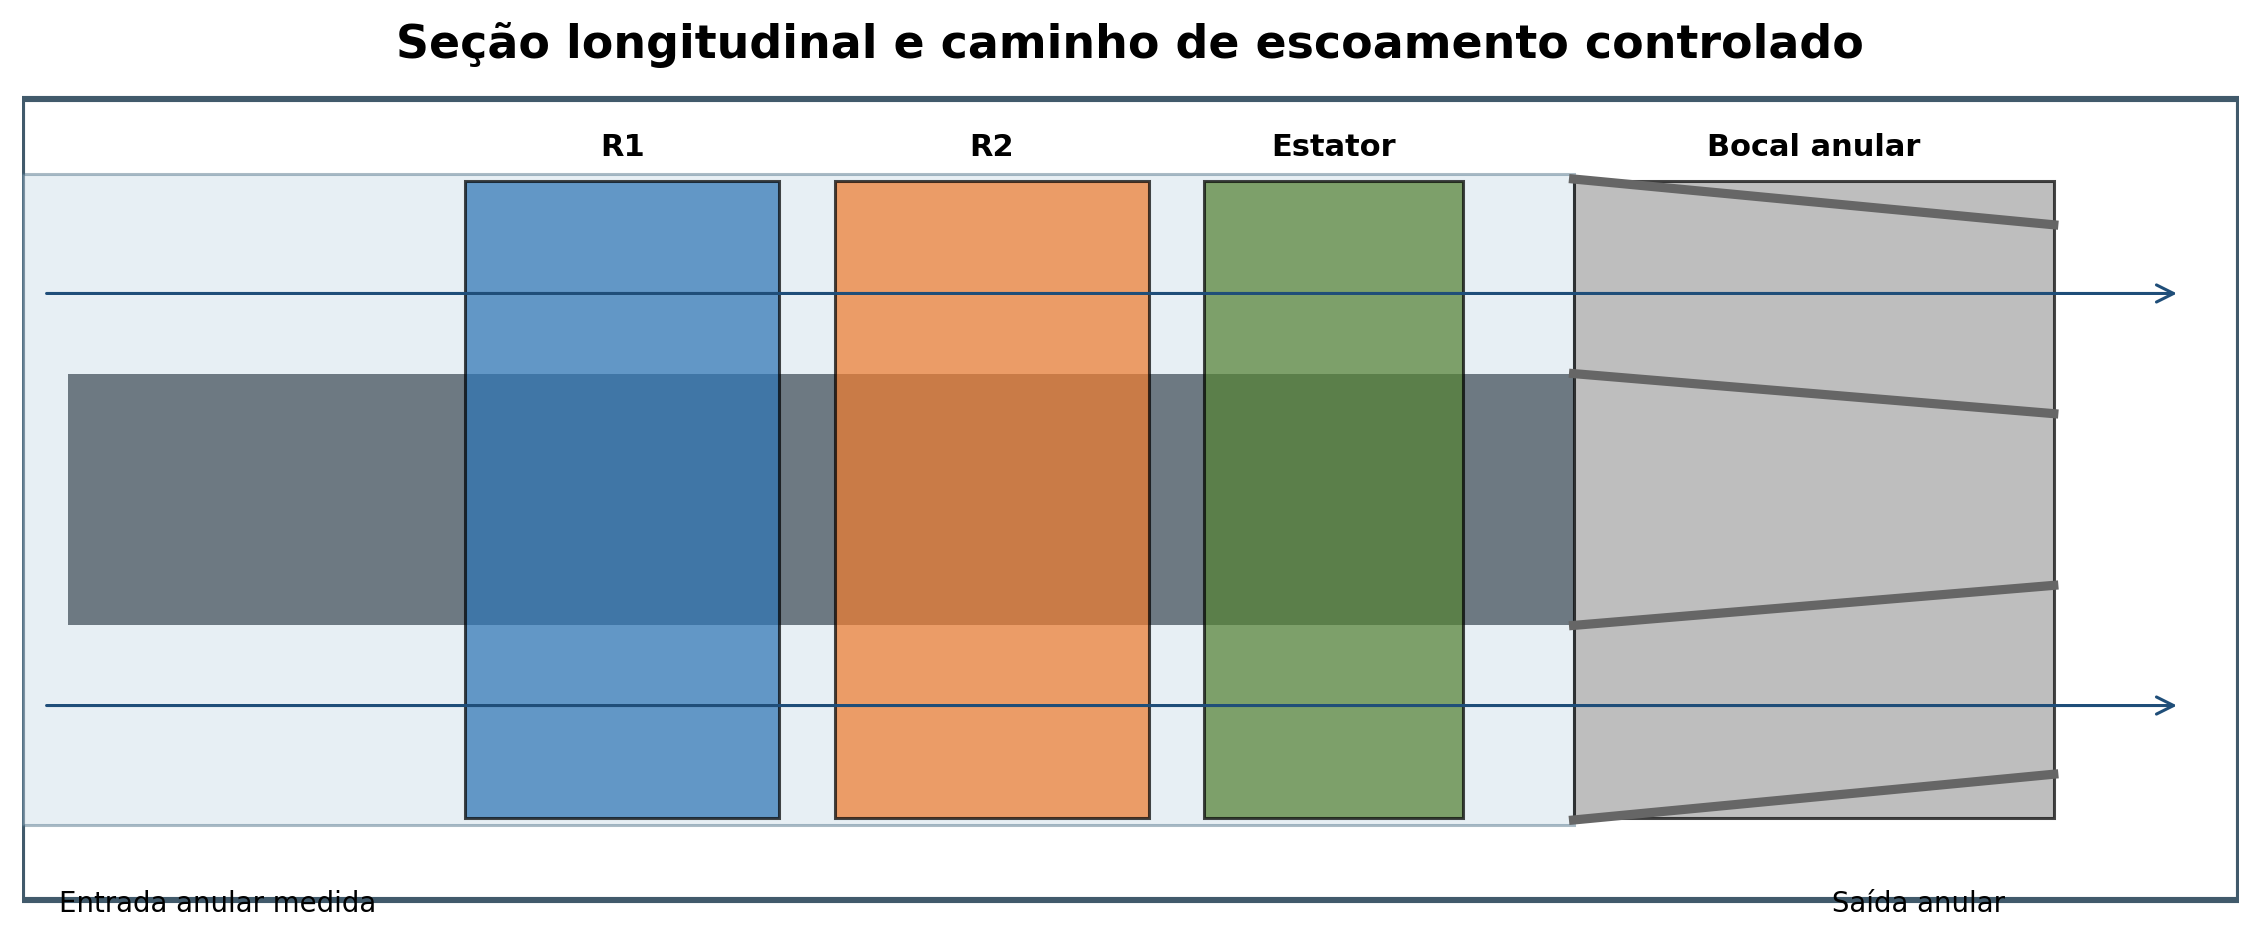 Seção longitudinal e caminho de escoamento controlado
R1 R2 Estator Bocal anular
Entrada anular medida Saída anular